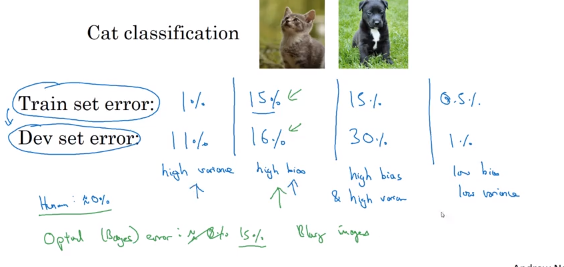 Cat classification
Train set error: 1% 15% 15% 0.5%
Dev set error: 11% 16% 30% 1%
high variance high bias high bias low bias
& high varian low variance
Human: ≈0%
Optimal (Bayes) error: ≈ 0% 15% Blurry images
Andrew N